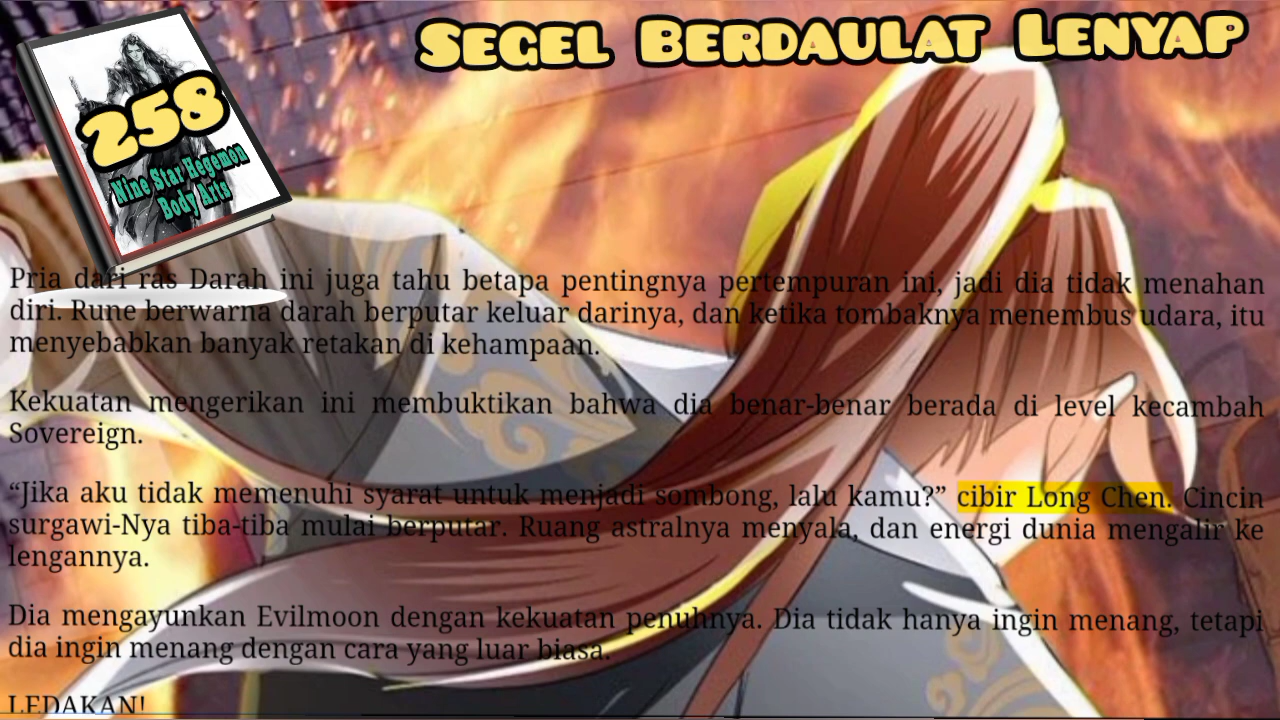 Segel Berdaulat Lenyap
258
Nine Star Hegemon
Body Arts
Pria dari ras Darah ini juga tahu betapa pentingnya pertempuran ini, jadi dia tidak menahan
diri. Rune berwarna darah berputar keluar darinya, dan ketika tombaknya menembus udara, itu
menyebabkan banyak retakan di kehampaan.
Kekuatan mengerikan ini membuktikan bahwa dia benar-benar berada di level kecambah
Sovereign.
“Jika aku tidak memenuhi syarat untuk menjadi sombong, lalu kamu?” cibir Long Chen. Cincin
surgawi-Nya tiba-tiba mulai berputar. Ruang astralnya menyala, dan energi dunia mengalir ke
lengannya.
Dia mengayunkan Evilmoon dengan kekuatan penuhnya. Dia tidak hanya ingin menang, tetapi
dia ingin menang dengan cara yang luar biasa.
LEDAKAN!